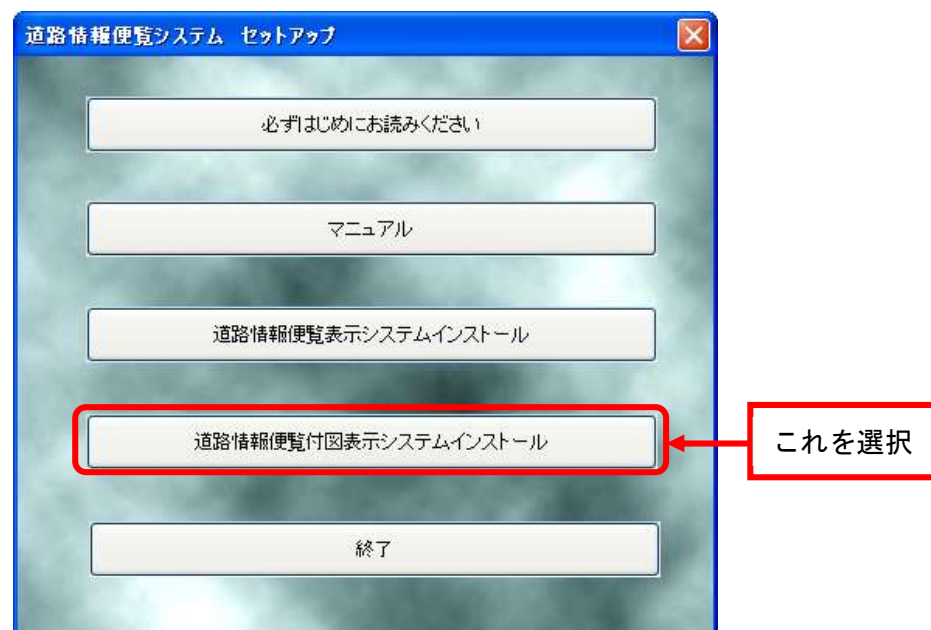 道路情報便覧システム セットアップ
必ずはじめにお読みください
マニュアル
道路情報便覧表示システムインストール
道路情報便覧付図表示システムインストール
これを選択
終了